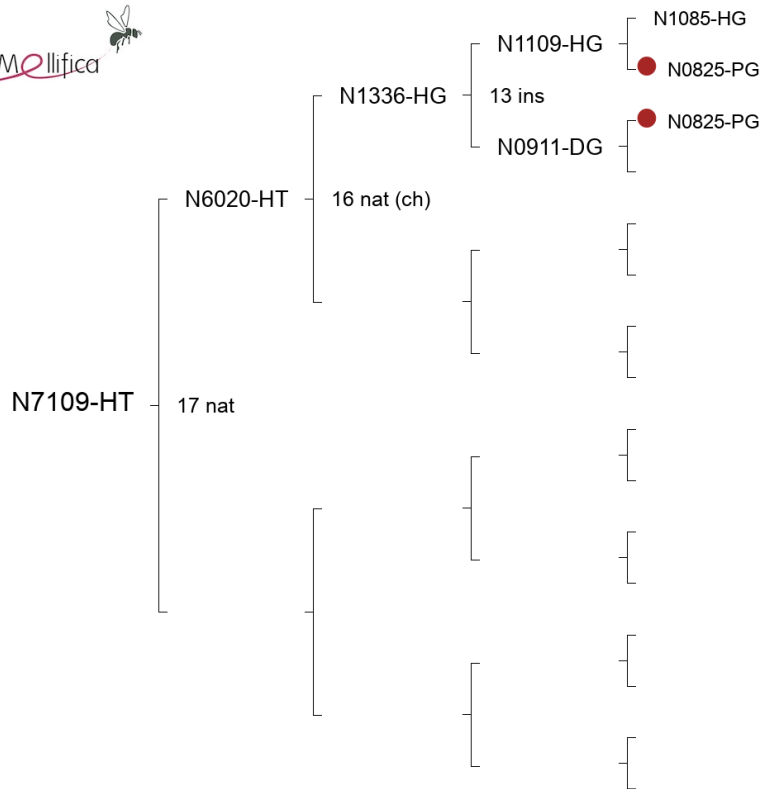 Mellifica
N1085-HG
N1109-HG
N0825-PG
N1336-HG
13 ins
N0825-PG
N0911-DG
N6020-HT
16 nat (ch)
N7109-HT
17 nat